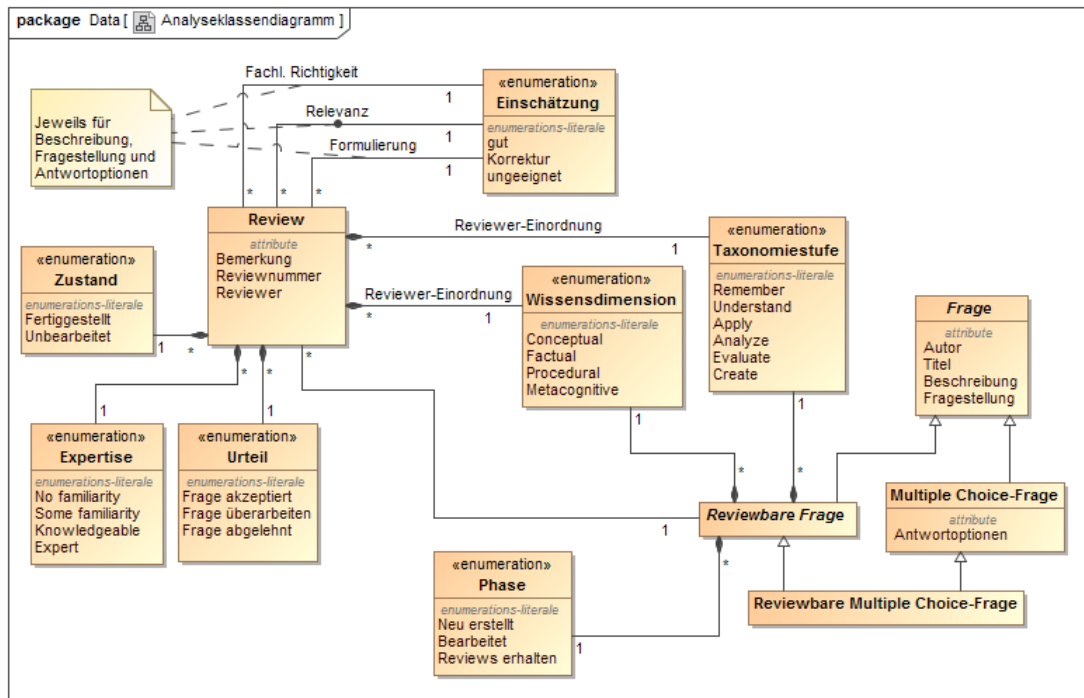 package Data [ Analyseklassendiagramm ]
Jeweils für
Beschreibung,
Fragestellung und
Antwortoptionen
Fachl. Richtigkeit
1
*
Relevanz
1
*
Formulierung
1
*
«enumeration»
Einschätzung
enumerations-literale
gut
Korrektur
ungeeignet
Review
attribute
Bemerkung
Reviewnummer
Reviewer
Reviewer-Einordnung
*
1
Reviewer-Einordnung
*
1
«enumeration»
Taxonomiestufe
enumerations-literale
Remember
Understand
Apply
Analyze
Evaluate
Create
1
*
«enumeration»
Wissensdimension
enumerations-literale
Conceptual
Factual
Procedural
Metacognitive
1
*
«enumeration»
Zustand
enumerations-literale
Fertiggestellt
Unbearbeitet
1
*
*
*
*
1
1
1
«enumeration»
Expertise
enumerations-literale
No familiarity
Some familiarity
Knowledgeable
Expert
«enumeration»
Urteil
enumerations-literale
Frage akzeptiert
Frage überarbeiten
Frage abgelehnt
Frage
attribute
Autor
Titel
Beschreibung
Fragestellung
Multiple Choice-Frage
attribute
Antwortoptionen
Reviewbare Frage
*
1
Reviewbare Multiple Choice-Frage
«enumeration»
Phase
enumerations-literale
Neu erstellt
Bearbeitet
Reviews erhalten